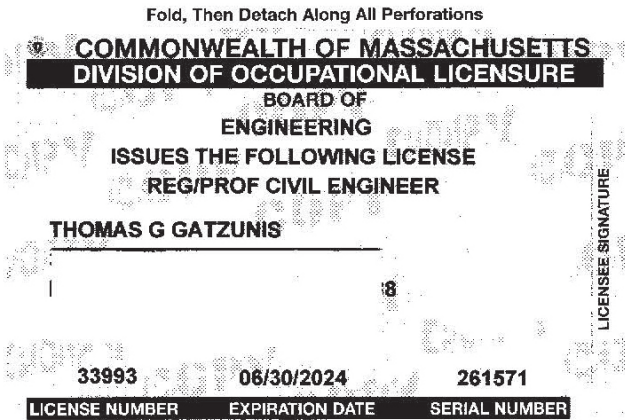 Fold, Then Detach Along All Perforations
COMMONWEALTH OF MASSACHUSETTS
DIVISION OF OCCUPATIONAL LICENSURE
BOARD OF
ENGINEERING
ISSUES THE FOLLOWING LICENSE
REG/PROF CIVIL ENGINEER
THOMAS G GATZUNIS
8
LICENSEE SIGNATURE
33993 06/30/2024 261571
LICENSE NUMBER EXPIRATION DATE SERIAL NUMBER